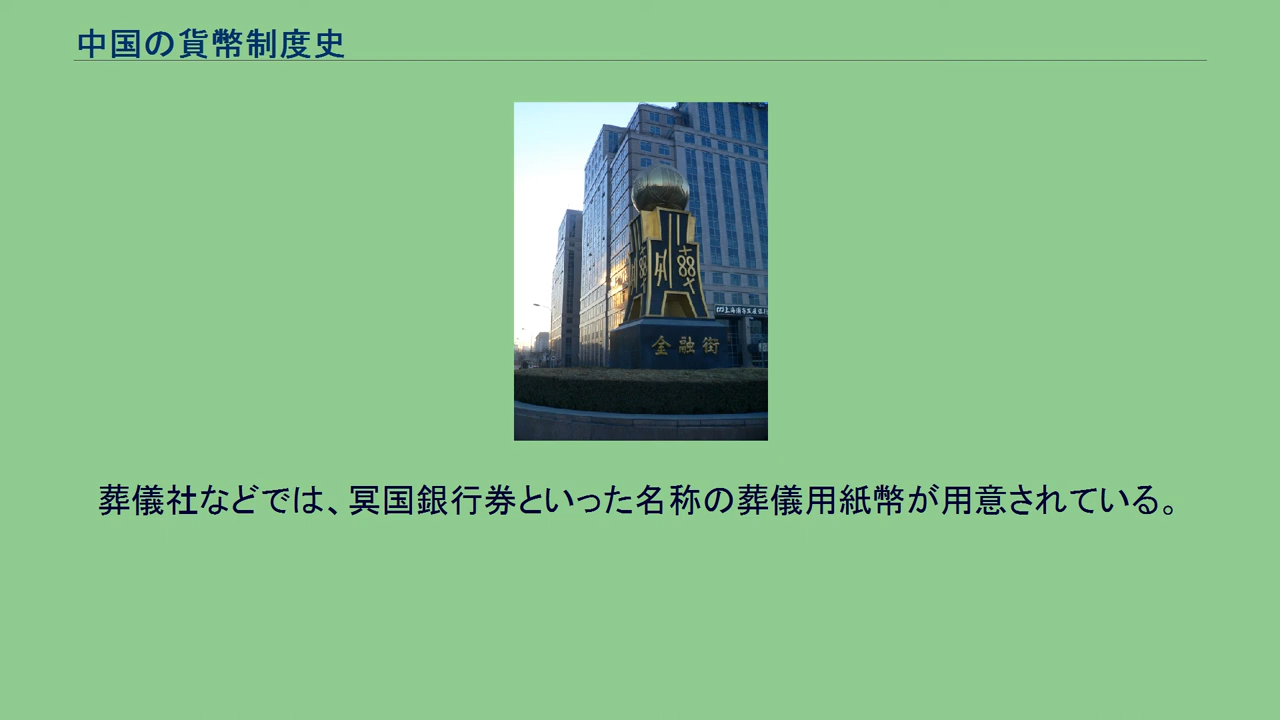 中国の貨幣制度史
金融街
葬儀社などでは、冥国銀行券といった名称の葬儀用紙幣が用意されている。